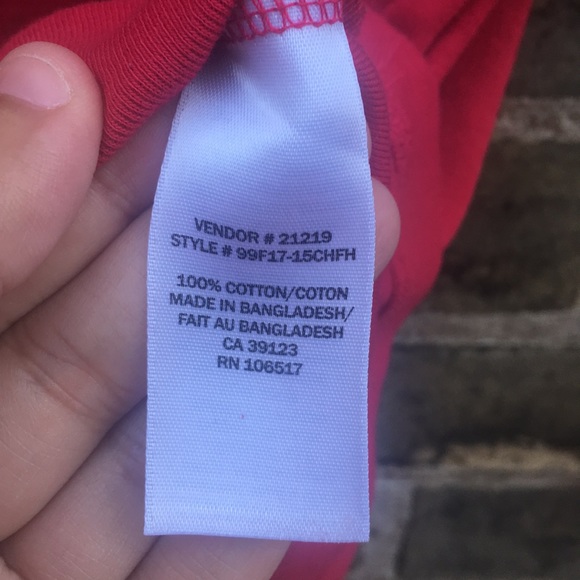 VENDOR # 21219
STYLE # 99F17-15CHFH
100% COTTON/COTON
MADE IN BANGLADESH/
FAIT AU BANGLADESH
CA 39123
RN 106517